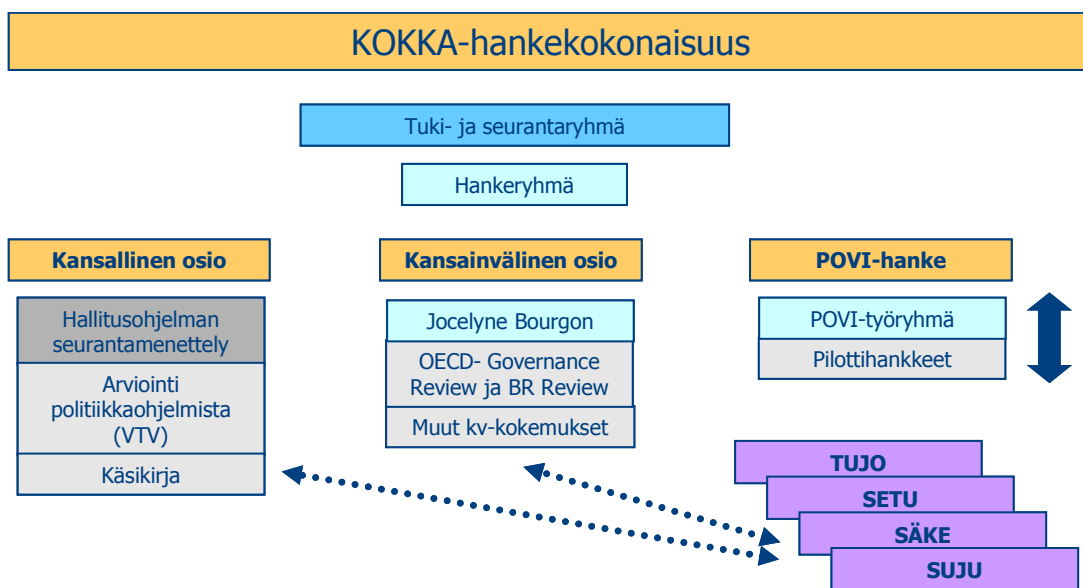 KOKKA-hankekokonaisuus
Tuki- ja seurantaryhmä
Hankeryhmä
Kansallinen osio
Hallitusohjelman
seurantamenettely
Arviointi
politiikkaohjelmista
(VTV)
Käsikirja
Kansainvälinen osio
Jocelyne Bourgon
OECD- Governance
Review ja BR Review
Muut kv-kokemukset
POVI-hanke
POVI-työryhmä
Pilottihankkeet
TUJO
SETU
SÄKE
SUJU